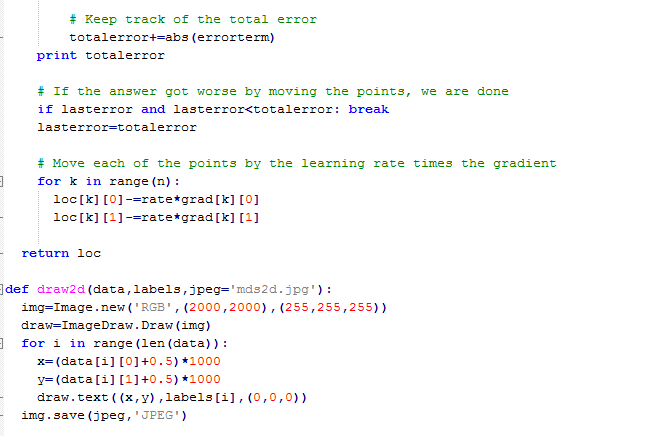 # Keep track of the total error
totalerror+=abs(errorterm)
print totalerror
# If the answer got worse by moving the points, we are done
if lasterror and lasterror<totalerror: break
lasterror=totalerror
# Move each of the points by the learning rate times the gradient
for k in range(n):
loc[k][0]-=rate*grad[k][0]
loc[k][1]-=rate*grad[k][1]
return loc
def draw2d(data,labels,jpeg='mds2d.jpg'):
img=Image.new('RGB',(2000,2000),(255,255,255))
draw=ImageDraw.Draw(img)
for i in range(len(data)):
x=(data[i][0]+0.5)*1000
y=(data[i][1]+0.5)*1000
draw.text((x,y),labels[i],(0,0,0))
img.save(jpeg,'JPEG')